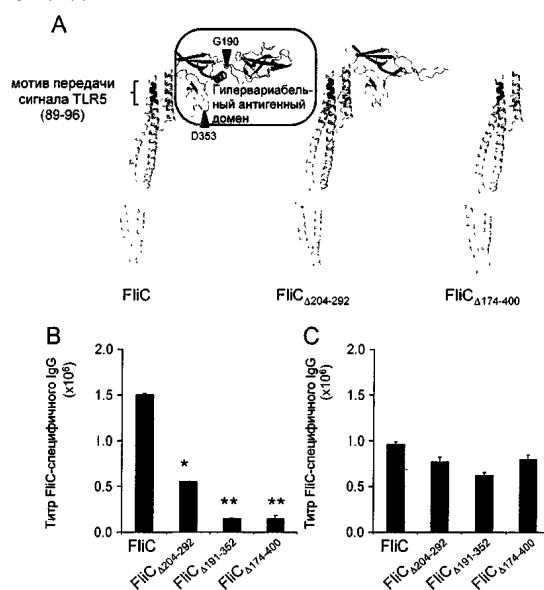 A
мотив передачи
сигнала TLR5
(89-96)
G190
Гипервариабель-
ный антигенный
домен
D353
FliC
FliCΔ204-292
FliCΔ174-400
B
Титр FliC-специфичного IgG
(x10⁶)
2.0
1.5
1.0
0.5
0.0
*
**
**
FliC
FliCΔ204-292
FliCΔ191-352
FliCΔ174-400
C
Титр FliC-специфичного IgG
(x10⁶)
2.0
1.5
1.0
0.5
0.0
FliC
FliCΔ204-292
FliCΔ191-352
FliCΔ174-400